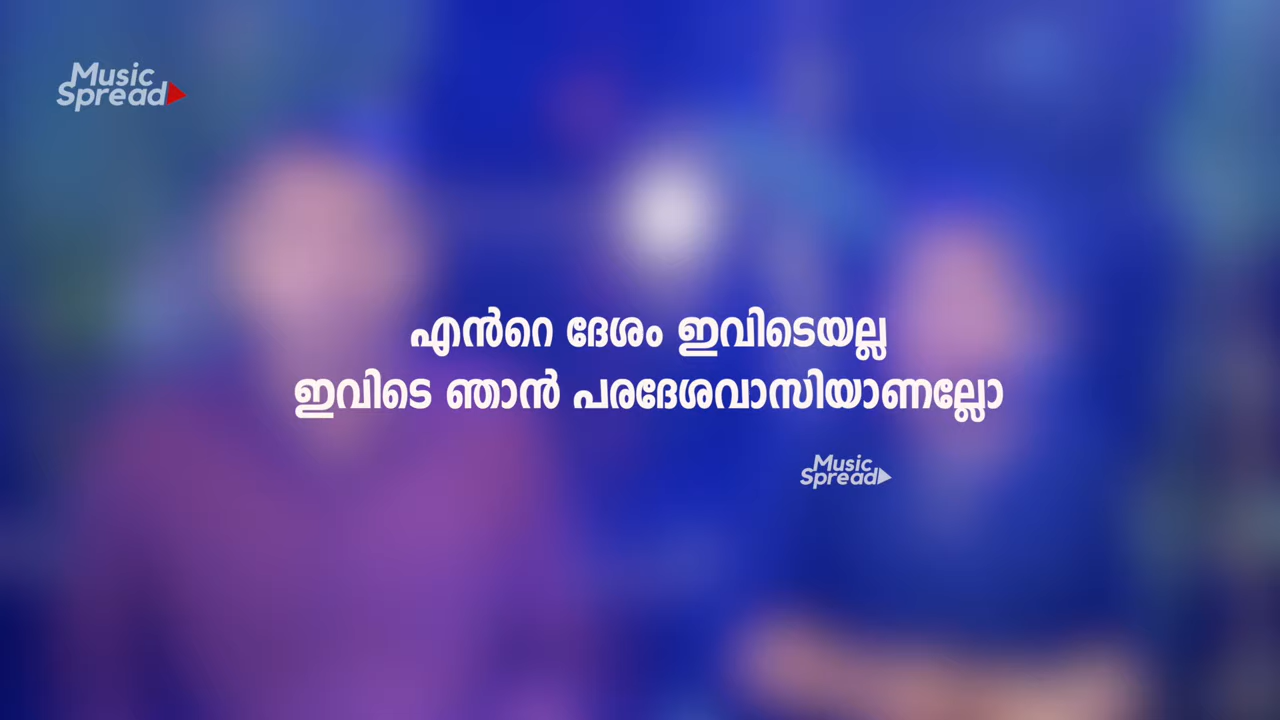 Music
Spread
എൻറെ ദേശം ഇവിടെയല്ല
ഇവിടെ ഞാൻ പരദേശവാസിയാണല്ലോ
Music
Spread